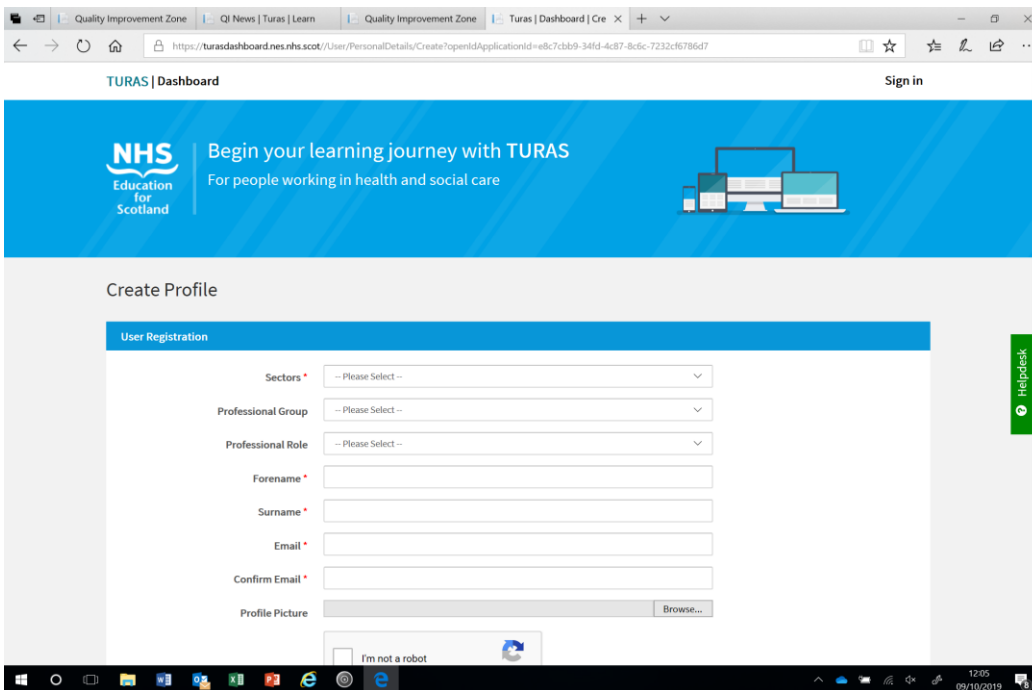 Quality Improvement Zone
QI News | Turas | Learn
Quality Improvement Zone
Turas | Dashboard | Cre
https://turasdashboard.nes.nhs.scot//User/PersonalDetails/Create?openIdApplicationId=e8c7cbb9-34fd-4c87-8c6c-7232cf6786d7
TURAS | Dashboard
Sign in
NHS
Education
for
Scotland
Begin your learning journey with TURAS
For people working in health and social care
Create Profile
User Registration
Helpdesk
Sectors *
-- Please Select --
Professional Group
-- Please Select --
Professional Role
-- Please Select --
Forename *
Surname *
Email *
Confirm Email *
Profile Picture
Browse...
I'm not a robot
12:05
09/10/2019